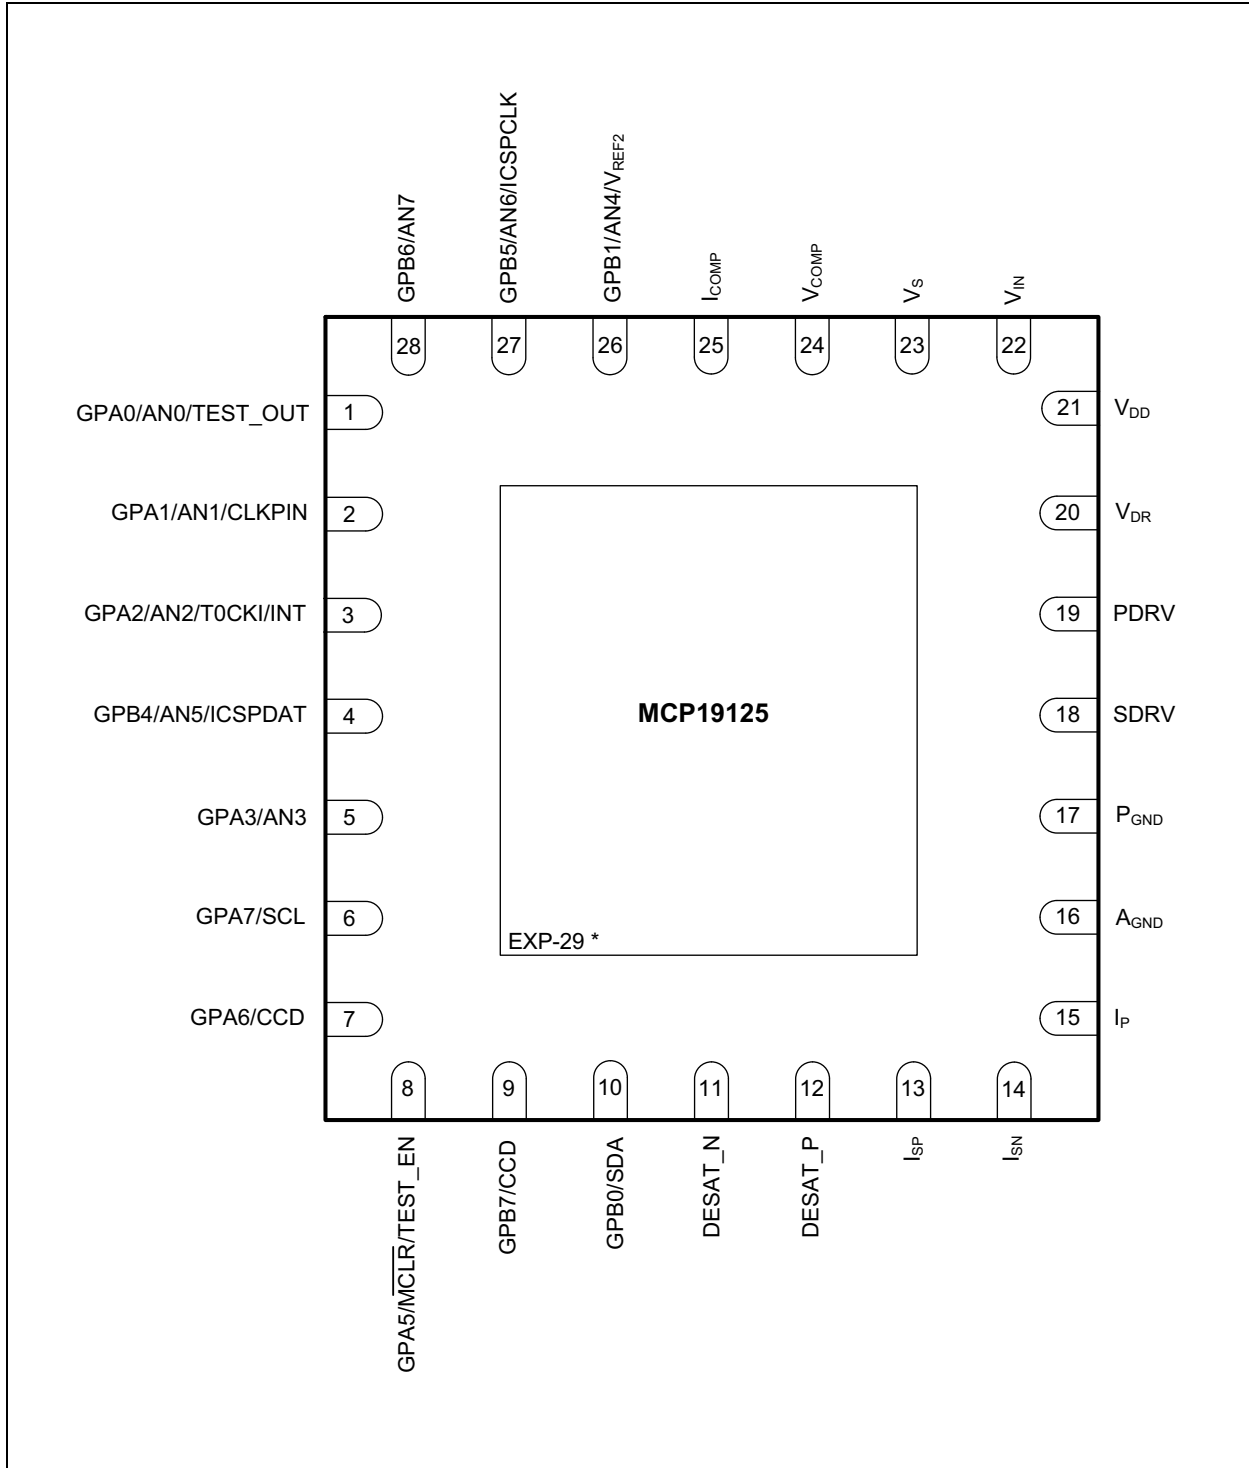 GPB6/AN7
GPB5/AN6/ICSPCLK
GPB1/AN4/VREF2
ICOMP
VCOMP
VS
VIN
28
27
26
25
24
23
22
GPA0/AN0/TEST_OUT
1
21
VDD
GPA1/AN1/CLKPIN
2
20
VDR
GPA2/AN2/T0CKI/INT
3
19
PDRV
GPB4/AN5/ICSPDAT
4
MCP19125
18
SDRV
GPA3/AN3
5
17
PGND
GPA7/SCL
6
16
AGND
EXP-29 *
GPA6/CCD
7
15
IP
8
9
10
11
12
13
14
GPA5/M̅C̅L̅R̅/TEST_EN
GPB7/CCD
GPB0/SDA
DESAT_N
DESAT_P
ISP
ISN